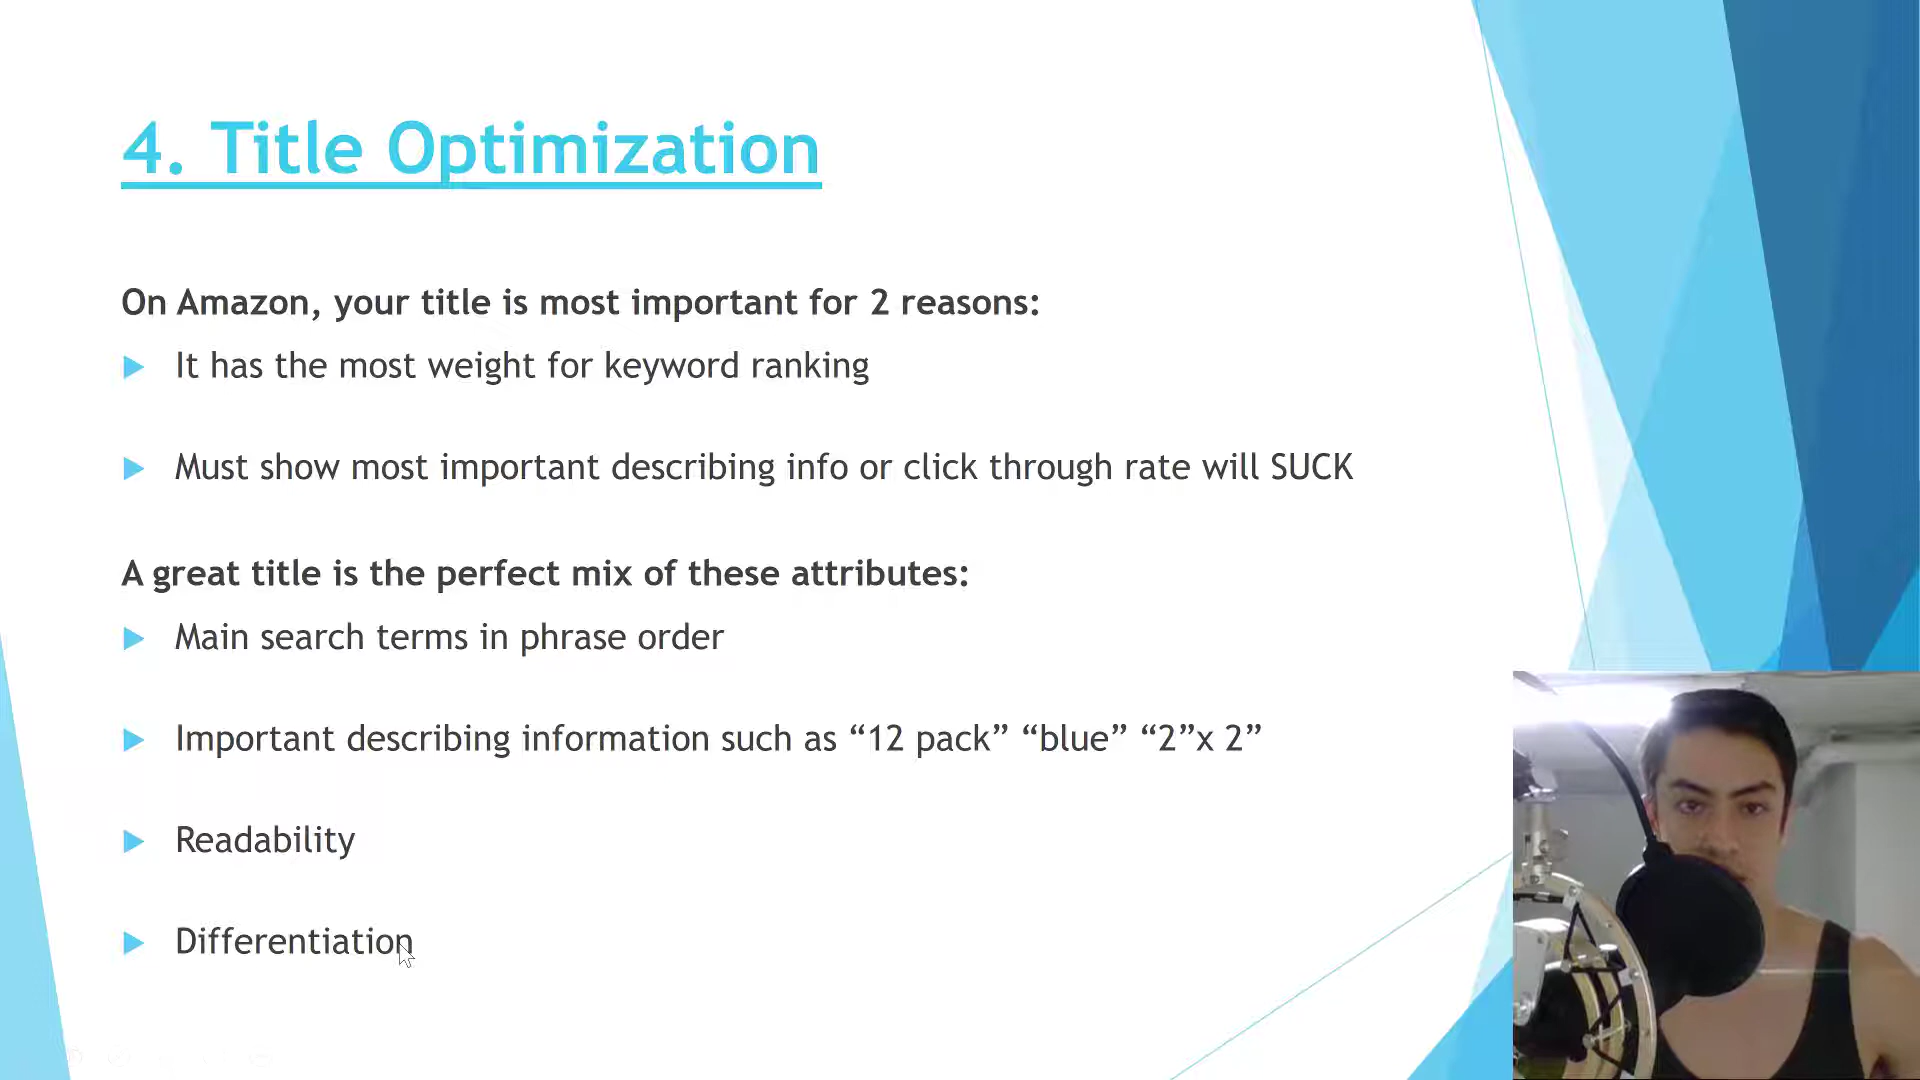 4. Title Optimization
On Amazon, your title is most important for 2 reasons:
It has the most weight for keyword ranking
Must show most important describing info or click through rate will SUCK
A great title is the perfect mix of these attributes:
Main search terms in phrase order
Important describing information such as “12 pack” “blue” “2”x 2”
Readability
Differentiation